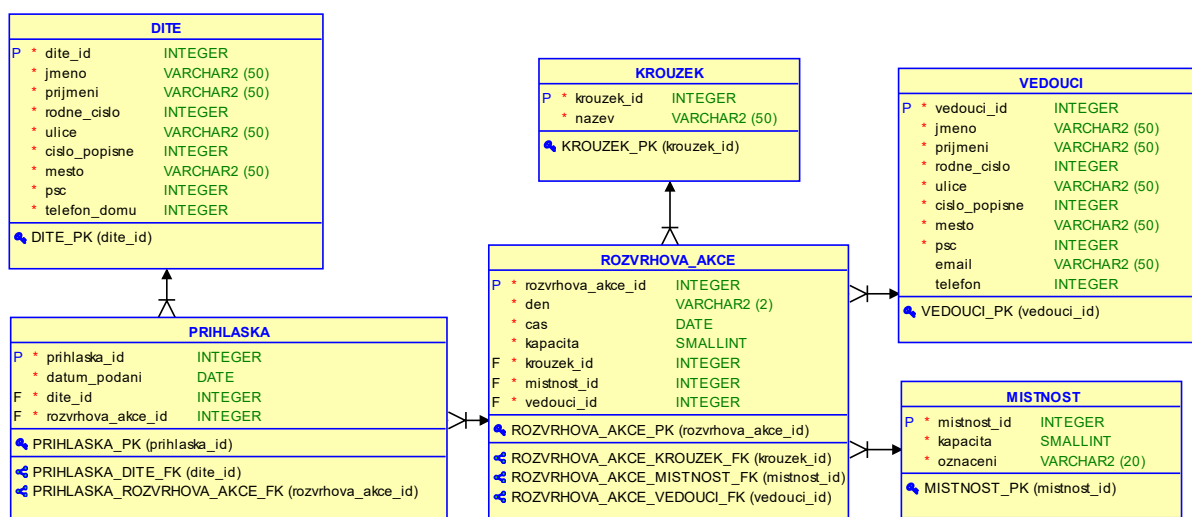 DITE
P * dite_id INTEGER
* jmeno VARCHAR2 (50)
* prijmeni VARCHAR2 (50)
* rodne_cislo INTEGER
* ulice VARCHAR2 (50)
* cislo_popisne INTEGER
* mesto VARCHAR2 (50)
* psc INTEGER
* telefon_domu INTEGER
DITE_PK (dite_id)
KROUZEK
P * krouzek_id INTEGER
* nazev VARCHAR2 (50)
KROUZEK_PK (krouzek_id)
VEDOUCI
P * vedouci_id INTEGER
* jmeno VARCHAR2 (50)
* prijmeni VARCHAR2 (50)
* rodne_cislo INTEGER
* ulice VARCHAR2 (50)
* cislo_popisne INTEGER
* mesto VARCHAR2 (50)
* psc INTEGER
email VARCHAR2 (50)
telefon INTEGER
VEDOUCI_PK (vedouci_id)
PRIHLASKA
P * prihlaska_id INTEGER
* datum_podani DATE
F * dite_id INTEGER
F * rozvrhova_akce_id INTEGER
PRIHLASKA_PK (prihlaska_id)
PRIHLASKA_DITE_FK (dite_id)
PRIHLASKA_ROZVRHOVA_AKCE_FK (rozvrhova_akce_id)
ROZVRHOVA_AKCE
P * rozvrhova_akce_id INTEGER
* den VARCHAR2 (2)
* cas DATE
* kapacita SMALLINT
F * krouzek_id INTEGER
F * mistnost_id INTEGER
F * vedouci_id INTEGER
ROZVRHOVA_AKCE_PK (rozvrhova_akce_id)
ROZVRHOVA_AKCE_KROUZEK_FK (krouzek_id)
ROZVRHOVA_AKCE_MISTNOST_FK (mistnost_id)
ROZVRHOVA_AKCE_VEDOUCI_FK (vedouci_id)
MISTNOST
P * mistnost_id INTEGER
* kapacita SMALLINT
* oznaceni VARCHAR2 (20)
MISTNOST_PK (mistnost_id)